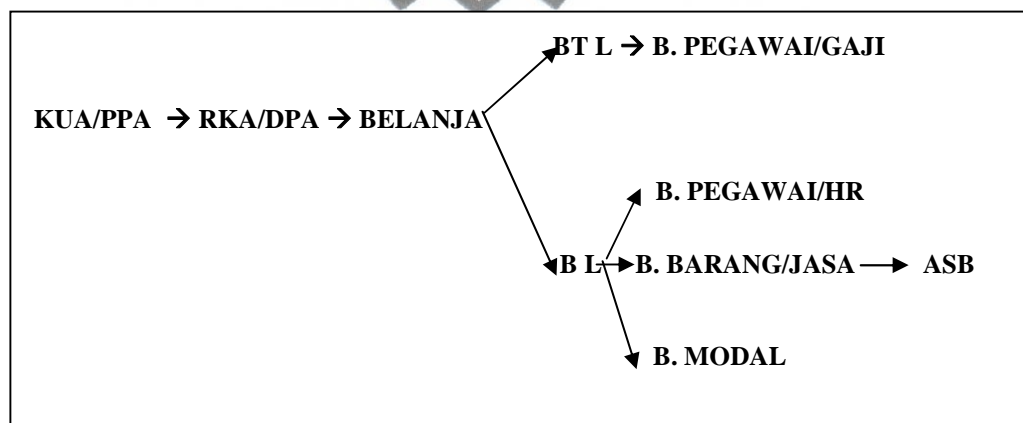 BT L → B. PEGAWAI/GAJI
KUA/PPA → RKA/DPA → BELANJA
B. PEGAWAI/HR
B L → B. BARANG/JASA → ASB
B. MODAL